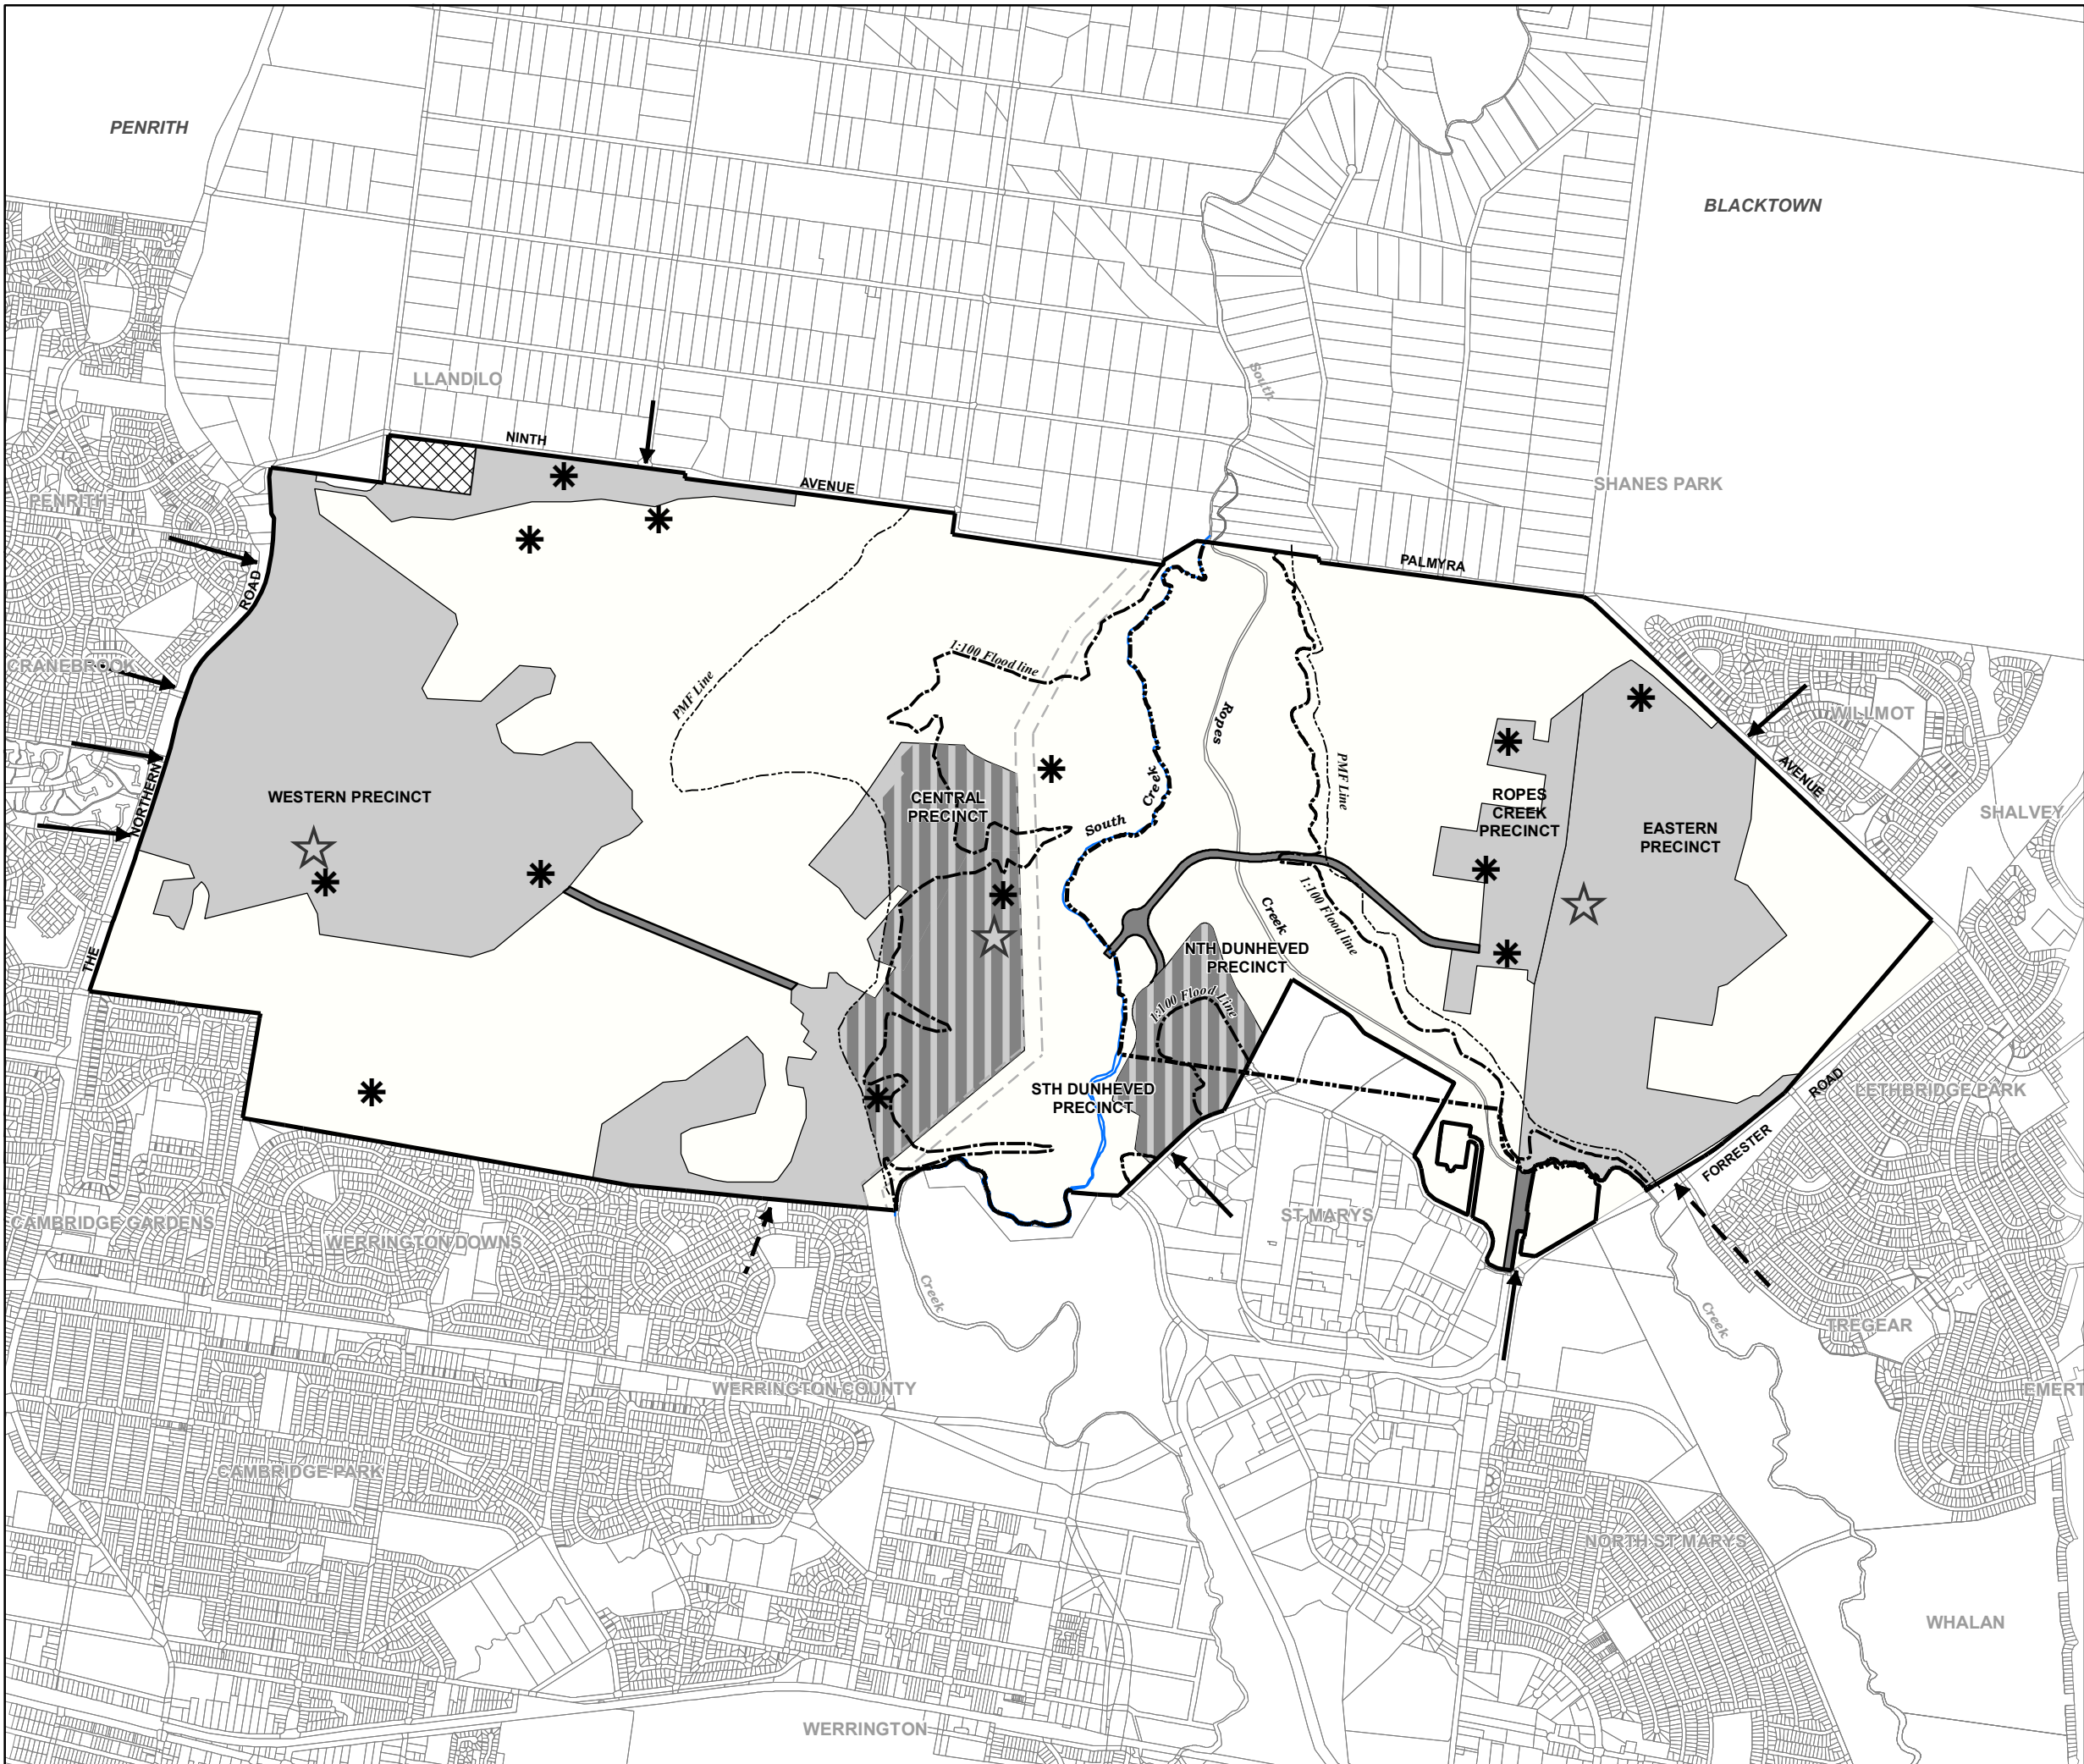 PENRITH
BLACKTOWN
South
LLANDILO
NINTH
AVENUE
SHANES PARK
PENRITH
PALMYRA
ROAD
CRANEBROOK
1:100 Flood line
PMF Line
Ropes
WILLMOT
PMF Line
AVENUE
NORTHERN
WESTERN PRECINCT
CENTRAL
PRECINCT
Creek
South
ROPES
CREEK
PRECINCT
EASTERN
PRECINCT
SHALVEY
1:100 Flood line
Creek
THE
NTH DUNHEVED
PRECINCT
1:100 Flood Line
STH DUNHEVED
PRECINCT
ROAD
LETHBRIDGE PARK
FORRESTER
CAMBRIDGE GARDENS
WERRINGTON DOWNS
ST MARYS
Creek
Creek
TREGEAR
WERRINGTON COUNTY
EMERT
CAMBRIDGE PARK
NORTH ST MARYS
WHALAN
WERRINGTON